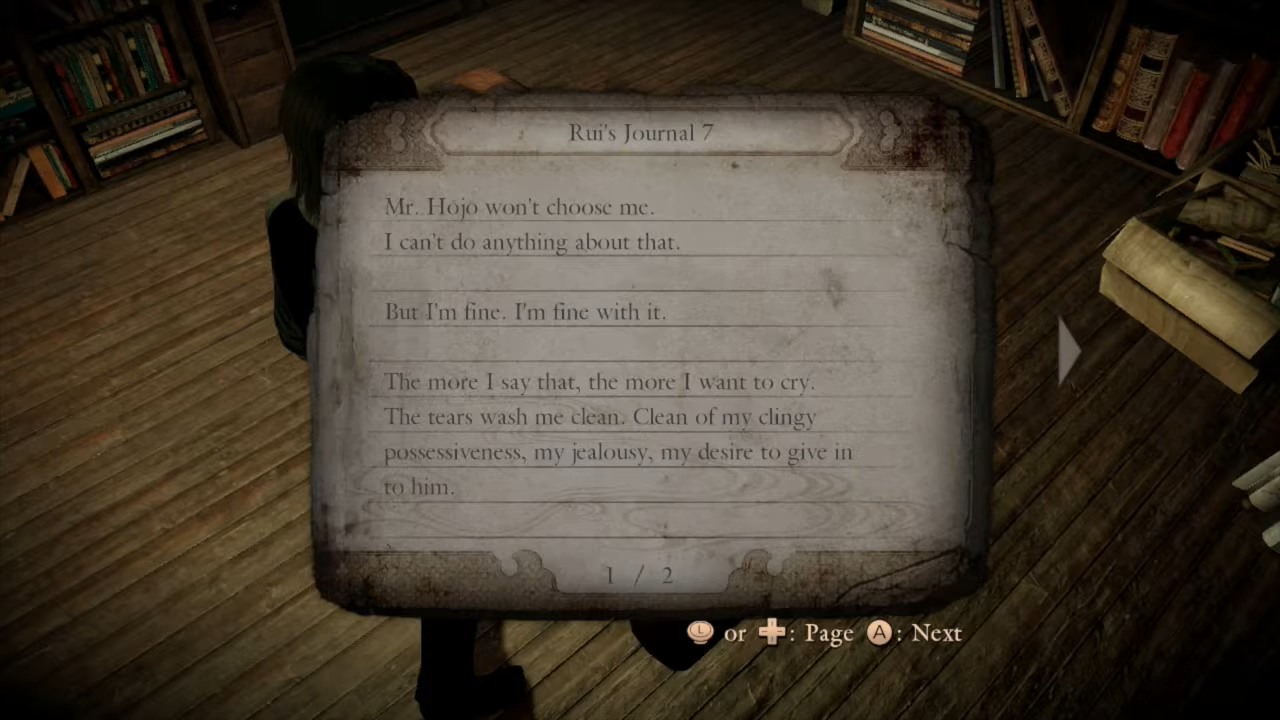 Rui's Journal 7
Mr. Hojo won't choose me.
I can't do anything about that.
But I'm fine. I'm fine with it.
The more I say that, the more I want to cry.
The tears wash me clean. Clean of my clingy
possessiveness, my jealousy, my desire to give in
to him.
1 / 2
L or : Page A : Next